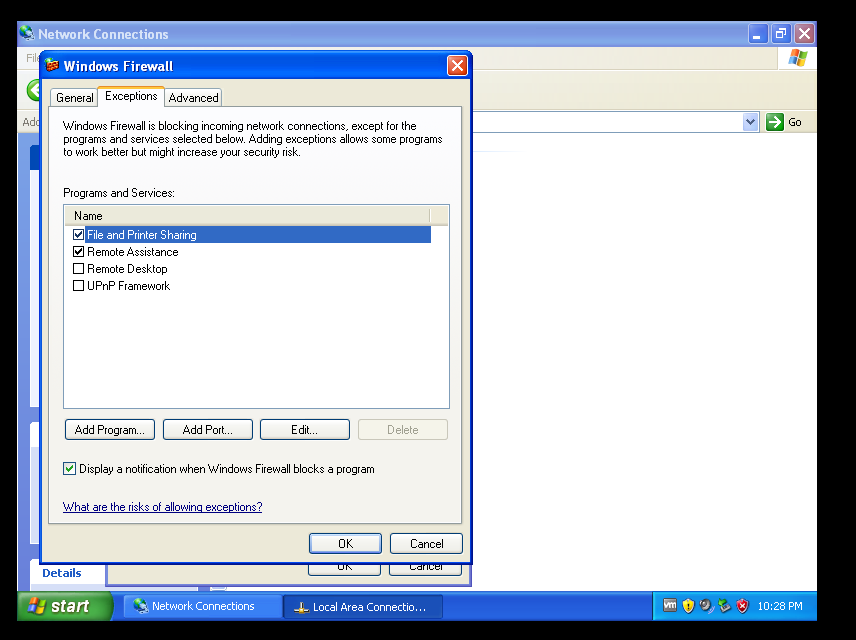 Network Connections
Windows Firewall
General
Exceptions
Advanced
Go
Windows Firewall is blocking incoming network connections, except for the
programs and services selected below. Adding exceptions allows some programs
to work better but might increase your security risk.
Programs and Services:
Name
File and Printer Sharing
Remote Assistance
Remote Desktop
UPnP Framework
Add Program...
Add Port...
Edit...
Delete
Display a notification when Windows Firewall blocks a program
What are the risks of allowing exceptions?
OK
Cancel
OK
Cancel
Details
start
Network Connections
Local Area Connectio...
vm
10:28 PM